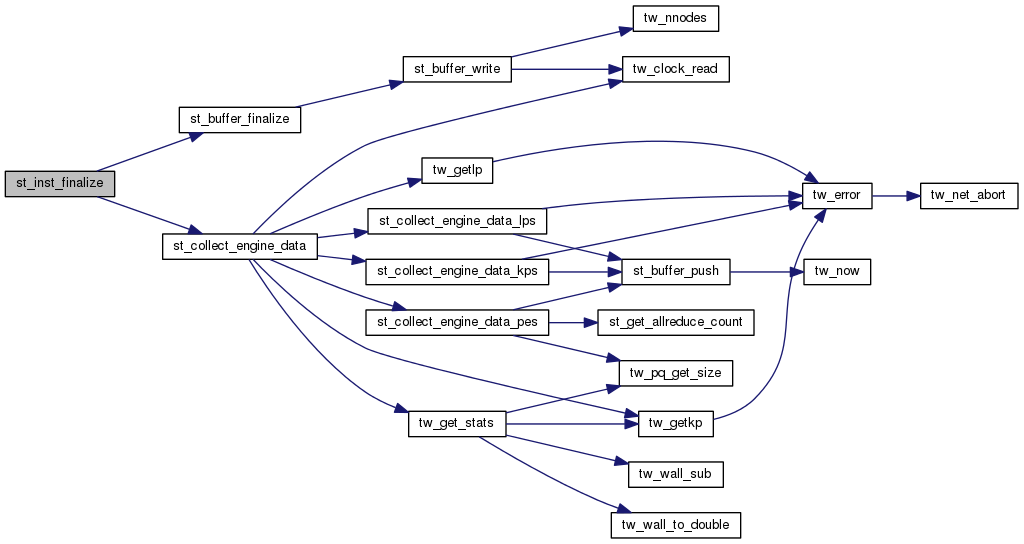 tw_nnodes
st_buffer_write
tw_clock_read
st_buffer_finalize
tw_getlp
st_inst_finalize
tw_error
tw_net_abort
st_collect_engine_data_lps
st_collect_engine_data
st_collect_engine_data_kps
st_buffer_push
tw_now
st_collect_engine_data_pes
st_get_allreduce_count
tw_pq_get_size
tw_get_stats
tw_getkp
tw_wall_sub
tw_wall_to_double